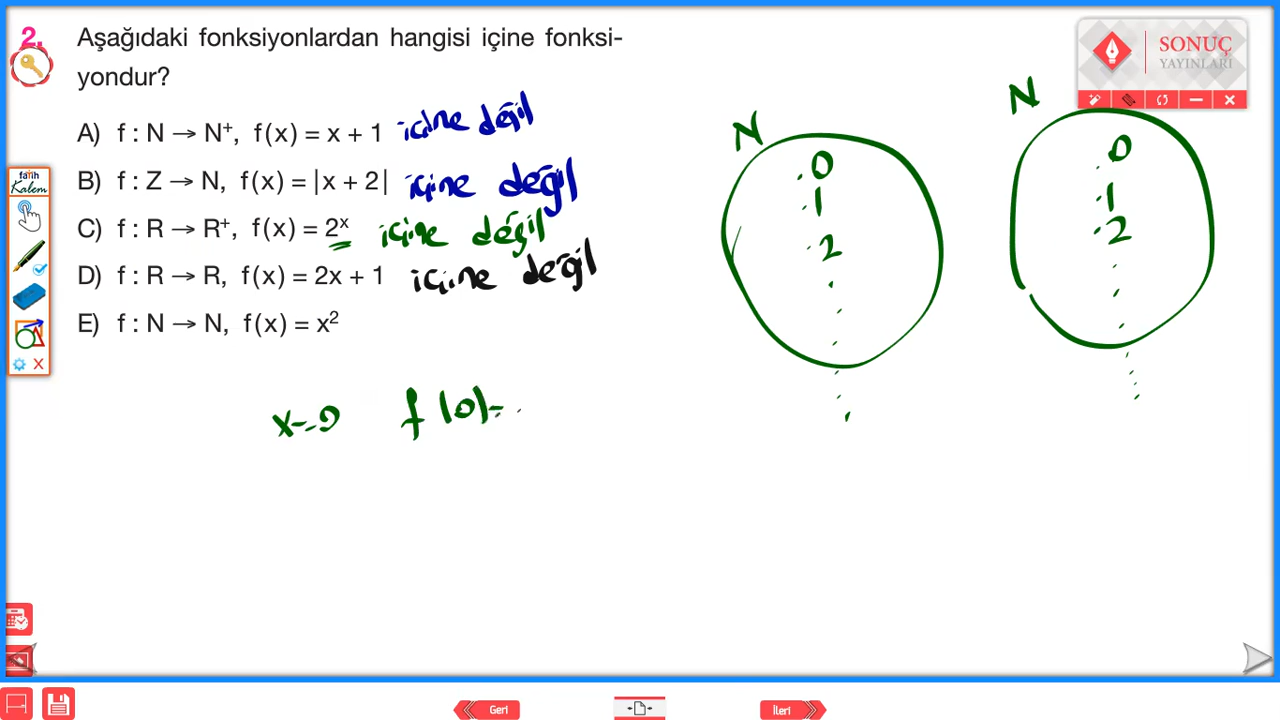 2. Aşağıdaki fonksiyonlardan hangisi içine fonksi-
yondur?
A) f : N → N⁺, f(x) = x + 1 içine değil
B) f : Z → N, f(x) = |x + 2| içine değil
C) f : R → R⁺, f(x) = 2ˣ içine değil
D) f : R → R, f(x) = 2x + 1 içine değil
E) f : N → N, f(x) = x²
x=0 f(0)=
N
0
1
2
N
0
1
2
SONUÇ
YAYINLARI
fatih
Kalem
Geri
İleri